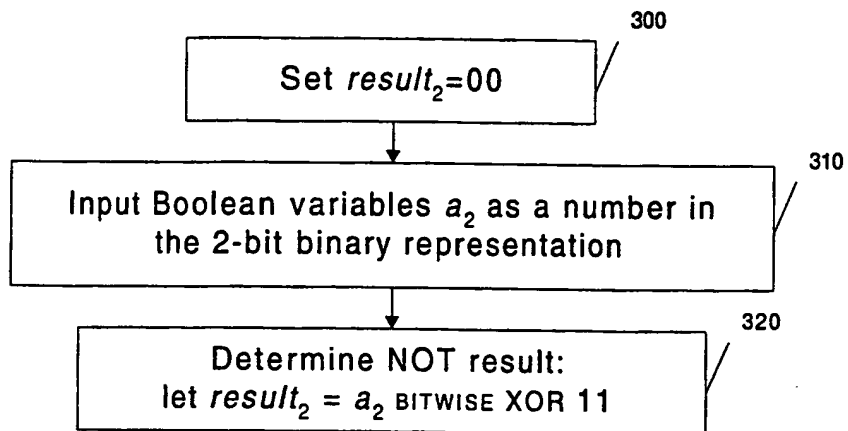 300
Set result₂=00
310
Input Boolean variables a₂ as a number in
the 2-bit binary representation
320
Determine NOT result:
let result₂ = a₂ BITWISE XOR 11